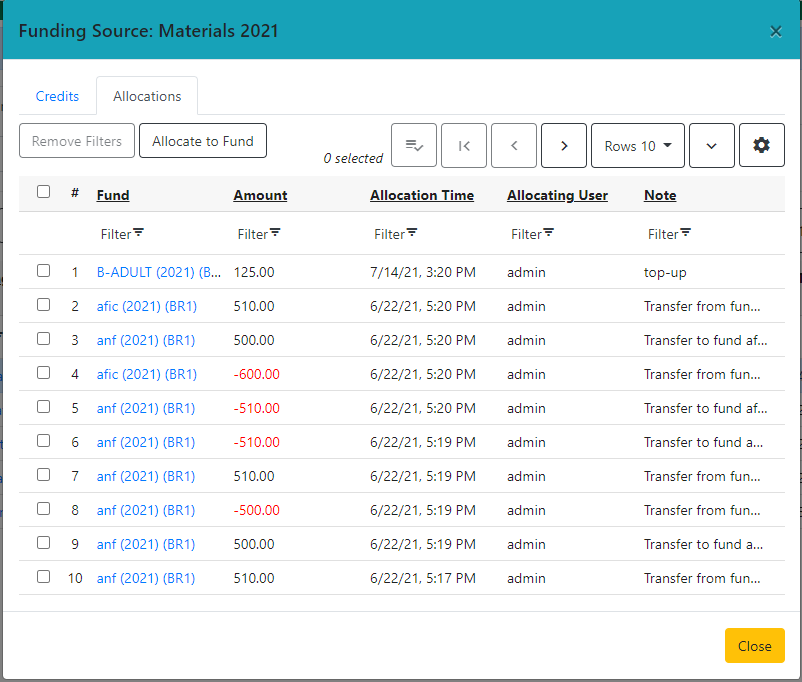 Funding Source: Materials 2021 ×
Credits Allocations
Remove Filters Allocate to Fund 0 selected Rows 10
# Fund Amount Allocation Time Allocating User Note
Filter Filter Filter Filter Filter
1 B-ADULT (2021) (B... 125.00 7/14/21, 3:20 PM admin top-up
2 afic (2021) (BR1) 510.00 6/22/21, 5:20 PM admin Transfer from fun...
3 anf (2021) (BR1) 500.00 6/22/21, 5:20 PM admin Transfer to fund af...
4 afic (2021) (BR1) -600.00 6/22/21, 5:20 PM admin Transfer from fun...
5 anf (2021) (BR1) -510.00 6/22/21, 5:20 PM admin Transfer to fund af...
6 anf (2021) (BR1) -510.00 6/22/21, 5:19 PM admin Transfer to fund a...
7 anf (2021) (BR1) 510.00 6/22/21, 5:19 PM admin Transfer from fun...
8 anf (2021) (BR1) -500.00 6/22/21, 5:19 PM admin Transfer from fun...
9 anf (2021) (BR1) 500.00 6/22/21, 5:19 PM admin Transfer to fund a...
10 anf (2021) (BR1) 510.00 6/22/21, 5:17 PM admin Transfer from fun...
Close